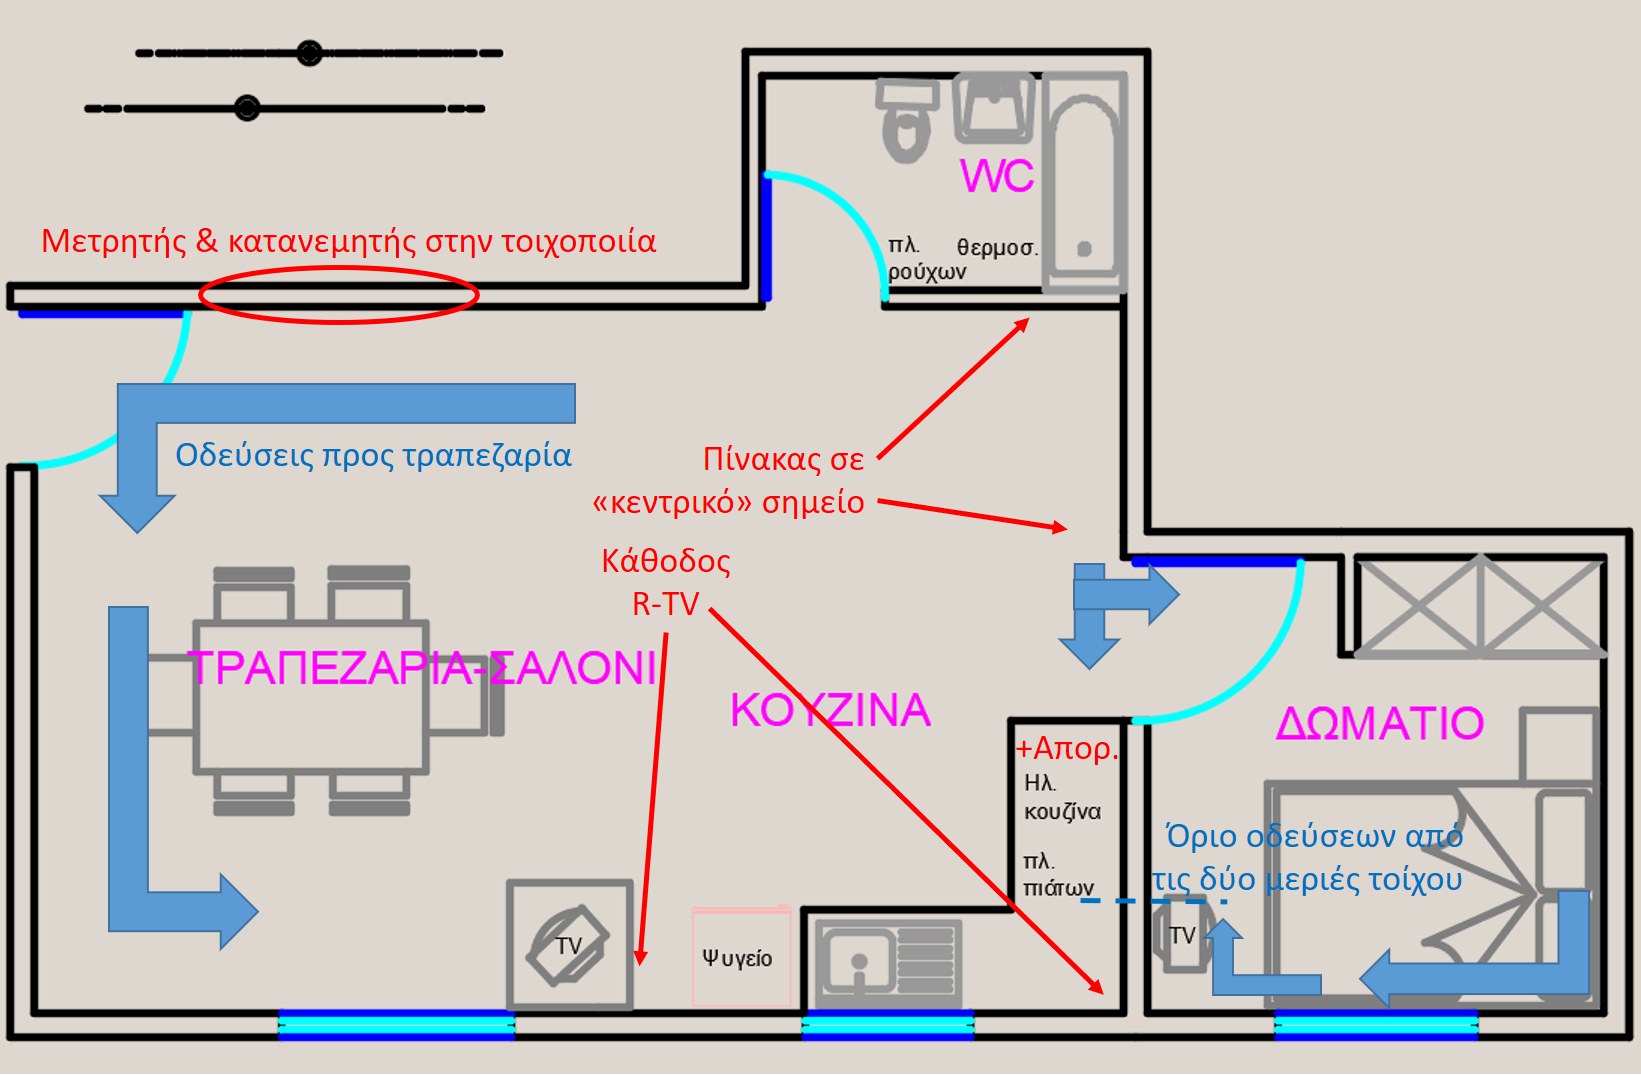 WC
πλ. θερμοσ.
ρούχων
Μετρητής & κατανεμητής στην τοιχοποιία
Οδεύσεις προς τραπεζαρία
Πίνακας σε
«κεντρικό» σημείο
Κάθοδος
R-TV
ΤΡΑΠΕΖΑΡΙΑ-ΣΑΛΟΝΙ
ΚΟΥΖΙΝΑ
ΔΩΜΑΤΙΟ
+Απορ.
Ηλ.
κουζίνα
πλ.
πιάτων
Όριο οδεύσεων από
τις δύο μεριές τοίχου
TV
Ψυγείο
TV